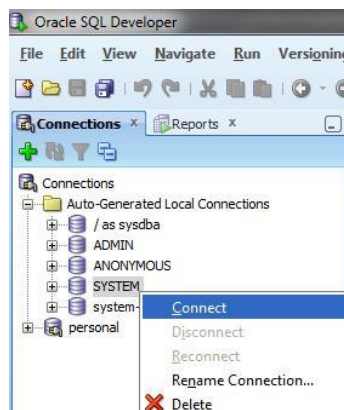 Oracle SQL Developer
File Edit View Navigate Run Versioning
Connections x Reports x
Connections
Auto-Generated Local Connections
/ as sysdba
ADMIN
ANONYMOUS
SYSTEM
system-
personal
Connect
Disconnect
Reconnect
Rename Connection...
Delete